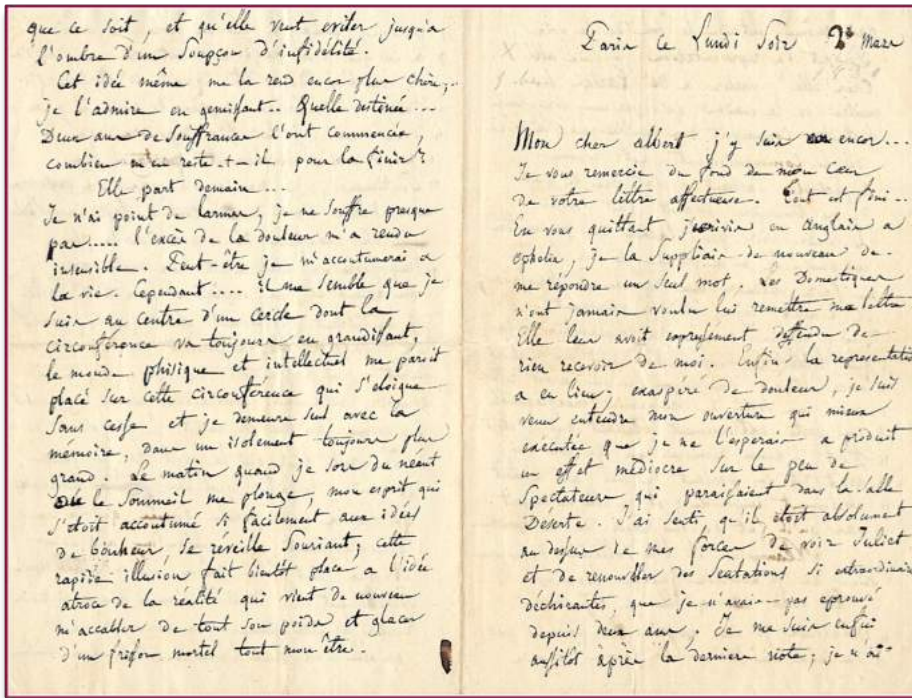 que ce soit, et qu'elle veut eviter jusqu'a
l'ombre d'un Soupçon d'infidélité.
Cet idée même me la rend encor plus chère;
je l'admire en gemissant.. Quelle distinée...
Deux ans de Souffrances l'ont commencée,
combien m'en reste-t-il pour la finir?
Elle part demain...
Je n'ai point de larmes, je ne souffre presque
pas..... l'excès de la douleur m'a rendu
insensible. Peut-être je m'accoutumerai a
la vie. Cependant.... il me semble que je
suis au centre d'un cercle dont la
circonférence va toujours en grandissant,
le monde phisique et intellectuel me paroit
placé sur cette circonférence qui s'eloigne
Sans cesse et je demeure seul avec la
mémoire, dans un isolement toujours plus
grand. Le matin quand je sors du néant
où le sommeil me plonge, mon esprit qui
s'etoit accoutumé si facilement aux idées
de bonheur, se réveille Souriant; cette
rapide illusion fait bientôt place a l'idée
atroce de la réalité qui vient de nouveau
m'accabler de tout son poids et glacer
d'un frisson mortel tout mon être.
Paris ce Lundi Soir 2 Mars
Mon cher albert j'y suis encor...
Je vous remercie du fond de mon cœur
de votre lettre affectueuse. Tout est fini..
En vous quittant j'ecrivis en Anglais a
Ophelia, je la Suppliais de nouveau de
me répondre un Seul mot. Les Domestiques
n'ont jamais voulu lui remettre ma lettre
Elle leur avoit expressément deffendu de
rien recevoir de moi. Enfin la représentation
a eu lieu; exaspéré de douleur, je suis
venu entendre mon ouverture qui mieux
exécutée que je ne l'esperais a produit
un effet médiocre sur le peu de
Spectateurs qui paraissaient dans la Salle
Déserte. J'ai senti qu'il etoit absolument
au dessus de mes forces de voir Juliet
et de renouveller des Sensations si extraordinairement
déchirantes, que je n'avais pas eprouvé
depuis deux ans. Je me suis enfui
aussitôt après la derniere note; je n'ai